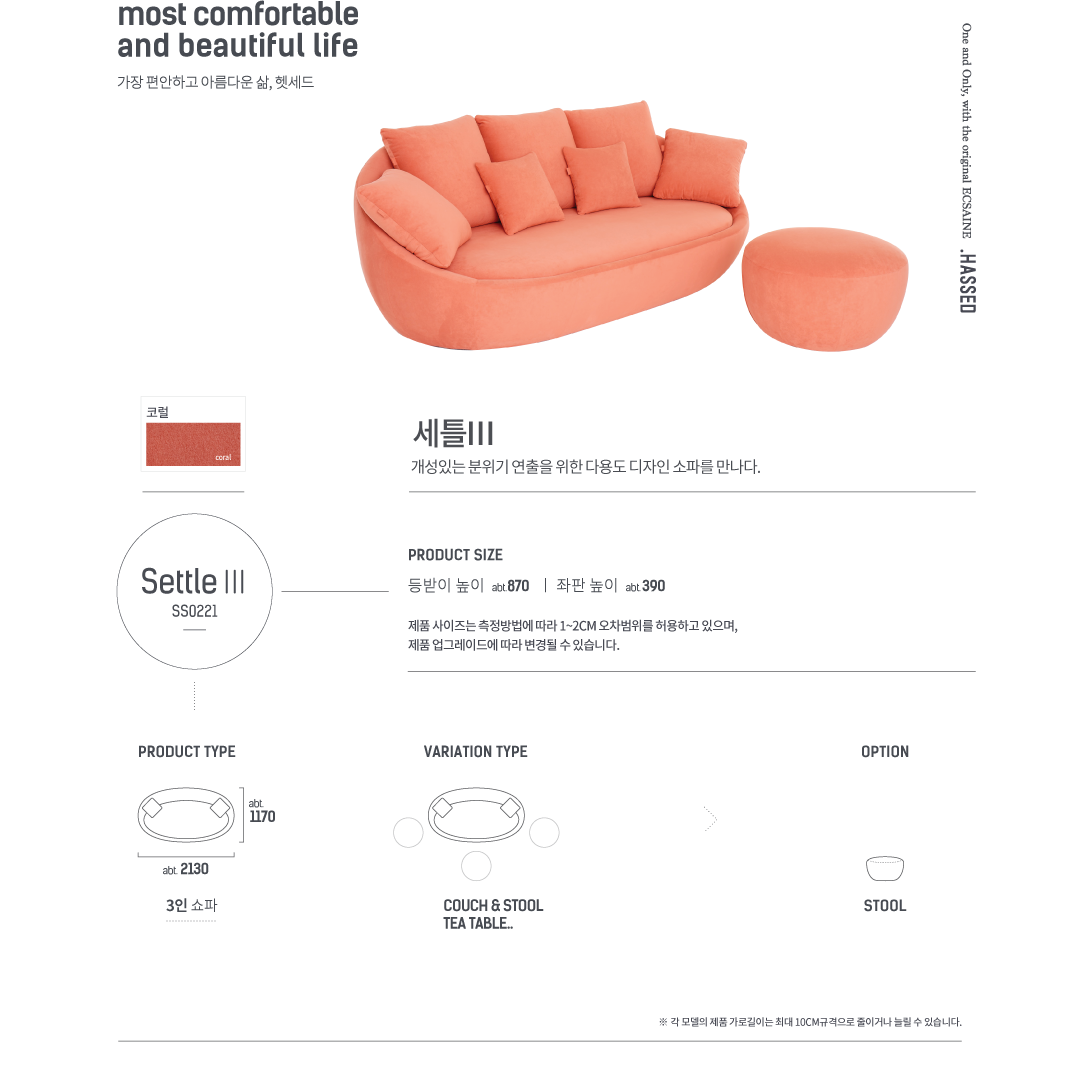 most comfortable
and beautiful life
가장 편안하고 아름다운 삶, 헷세드
One and Only, with the original ECSAINE .HASSED
코럴
coral
세틀III
개성있는 분위기 연출을 위한 다용도 디자인 소파를 만나다.
Settle III
SS0221
PRODUCT SIZE
등받이 높이 abt.870 | 좌판 높이 abt.390
제품 사이즈는 측정방법에 따라 1~2CM 오차범위를 허용하고 있으며,
제품 업그레이드에 따라 변경될 수 있습니다.
PRODUCT TYPE
abt.
1170
abt. 2130
3인 쇼파
VARIATION TYPE
COUCH & STOOL
TEA TABLE..
OPTION
STOOL
※ 각 모델의 제품 가로길이는 최대 10CM규격으로 줄이거나 늘릴 수 있습니다.